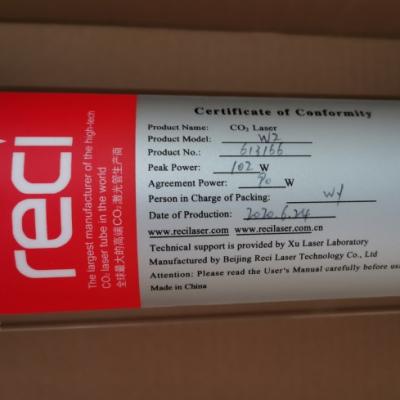 reci
The largest manufacturer of the high-tech
CO₂ laser tube in the world
全球最大的高端CO₂激光管生产商
Certificate of Conformity
Product Name: CO₂ Laser
Product Model: W2
Product No.: 613166
Peak Power: 102 W
Agreement Power: 90 W
Person in Charge of Packing: WY
Date of Production: 2020.6.24
www.recilaser.com www.recilaser.com.cn
Technical support is provided by Xu Laser Laboratory
Manufactured by Beijing Reci Laser Technology Co., Ltd
Attention: Please read the User's Manual carefully before
Made in China